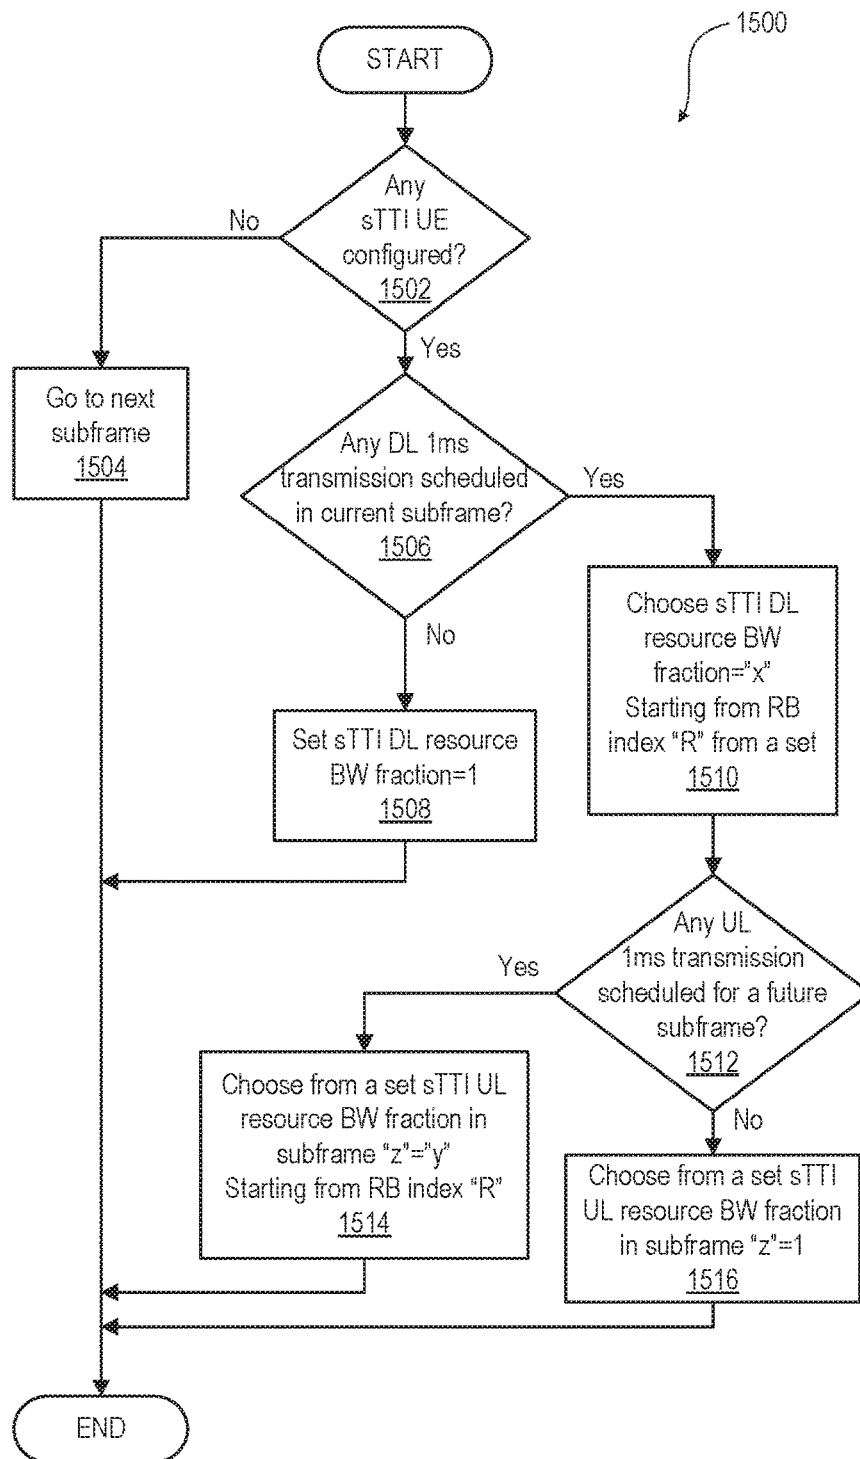 1500
START
Any
sTTI UE
configured?
1502
No
Yes
Go to next
subframe
1504
Any DL 1ms
transmission scheduled
in current subframe?
1506
Yes
No
Choose sTTI DL
resource BW
fraction="x"
Starting from RB
index "R" from a set
1510
Set sTTI DL resource
BW fraction=1
1508
Any UL
1ms transmission
scheduled for a future
subframe?
1512
Yes
No
Choose from a set sTTI UL
resource BW fraction in
subframe "z"="y"
Starting from RB index "R"
1514
Choose from a set sTTI
UL resource BW fraction
in subframe "z"=1
1516
END